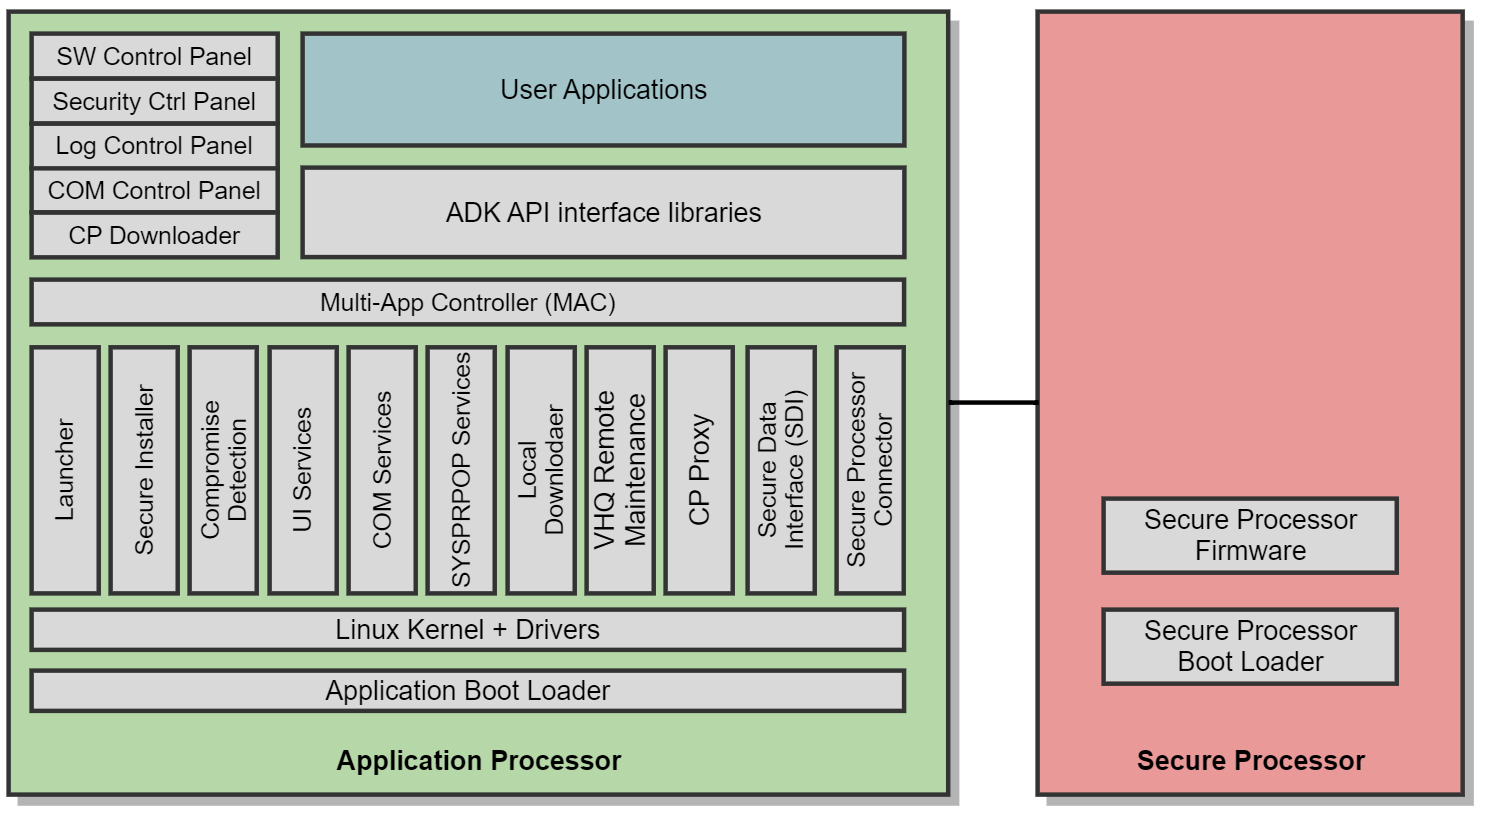 SW Control Panel
Security Ctrl Panel
Log Control Panel
COM Control Panel
CP Downloader
User Applications
ADK API interface libraries
Multi-App Controller (MAC)
Launcher
Secure Installer
Compromise
Detection
UI Services
COM Services
SYSPRPOP Services
Local
Downlodaer
VHQ Remote
Maintenance
CP Proxy
Secure Data
Interface (SDI)
Secure Processor
Connector
Linux Kernel + Drivers
Application Boot Loader
Application Processor
Secure Processor
Firmware
Secure Processor
Boot Loader
Secure Processor